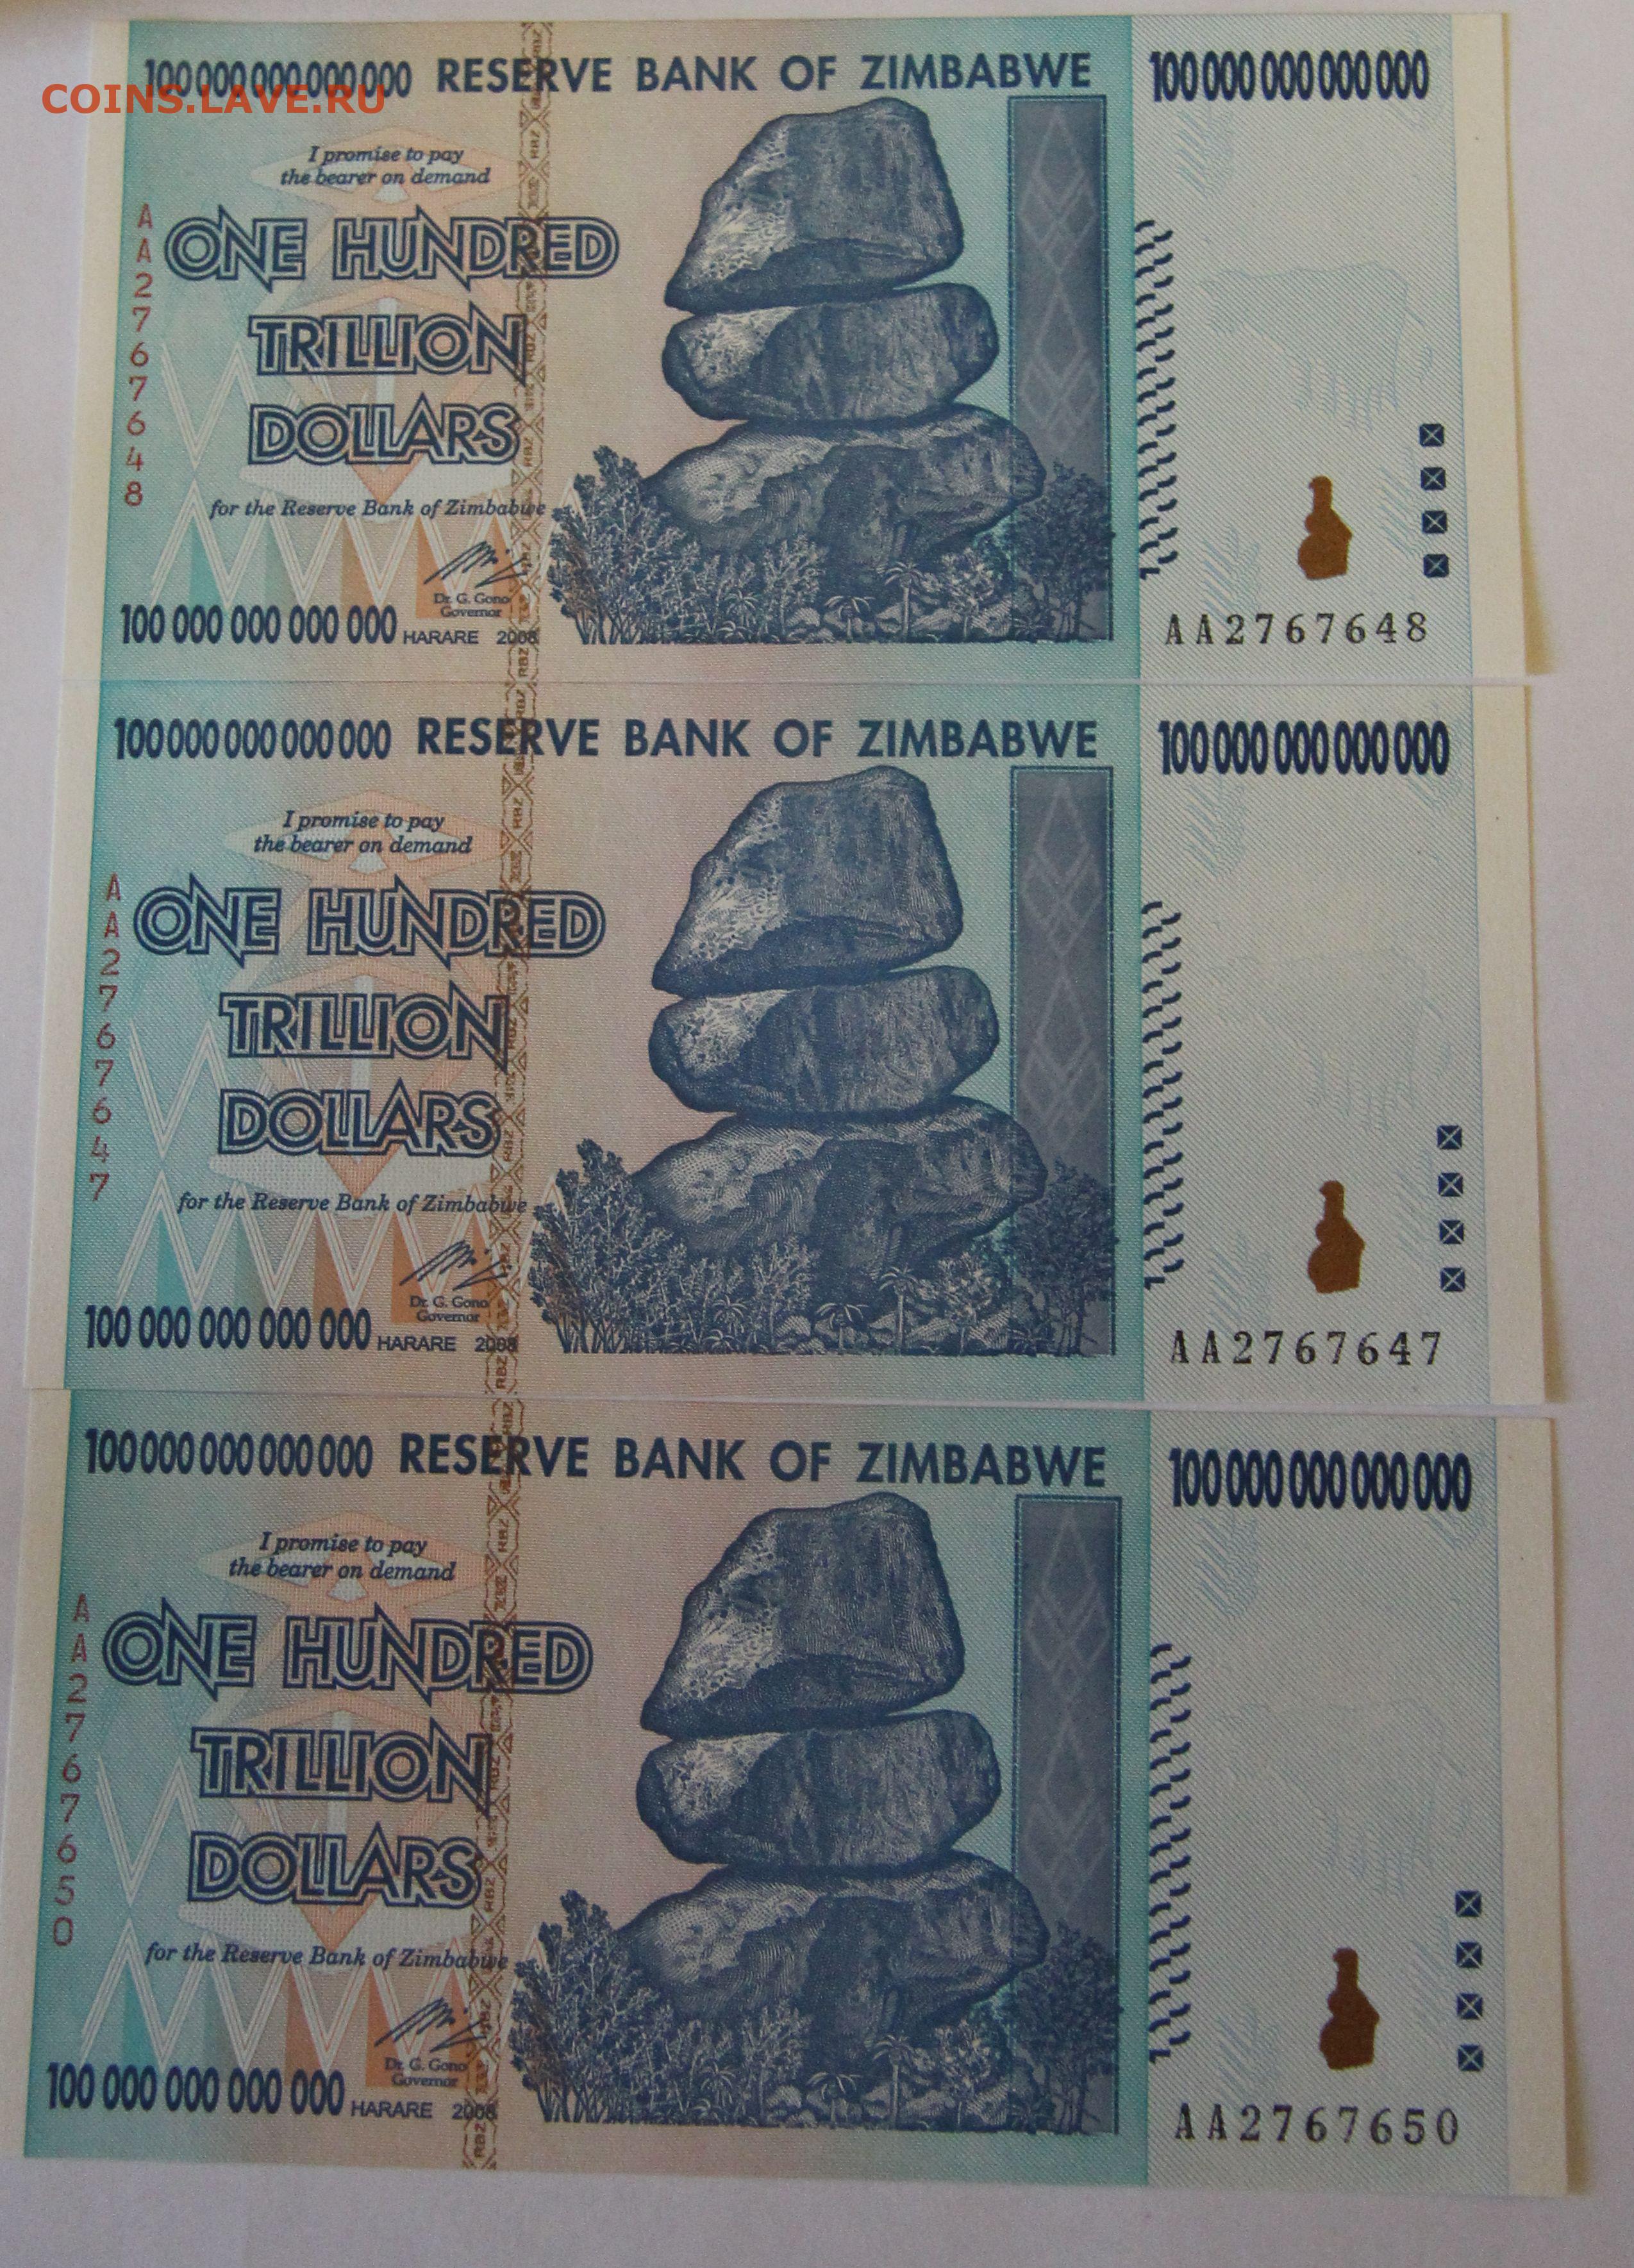 100 000 000 000 000 RESERVE BANK OF ZIMBABWE 100 000 000 000 000
COINS.LAVE.RU
I promise to pay
the bearer on demand
AA2767648
ONE HUNDRED
TRILLION
DOLLARS
for the Reserve Bank of Zimbabwe
Dr. G. Gono
Governor
100 000 000 000 000 HARARE 2008
AA2767648
100 000 000 000 000 RESERVE BANK OF ZIMBABWE 100 000 000 000 000
I promise to pay
the bearer on demand
AA2767647
ONE HUNDRED
TRILLION
DOLLARS
for the Reserve Bank of Zimbabwe
Dr. G. Gono
Governor
100 000 000 000 000 HARARE 2008
AA2767647
100 000 000 000 000 RESERVE BANK OF ZIMBABWE 100 000 000 000 000
I promise to pay
the bearer on demand
AA2767650
ONE HUNDRED
TRILLION
DOLLARS
for the Reserve Bank of Zimbabwe
Dr. G. Gono
Governor
100 000 000 000 000 HARARE 2008
AA2767650